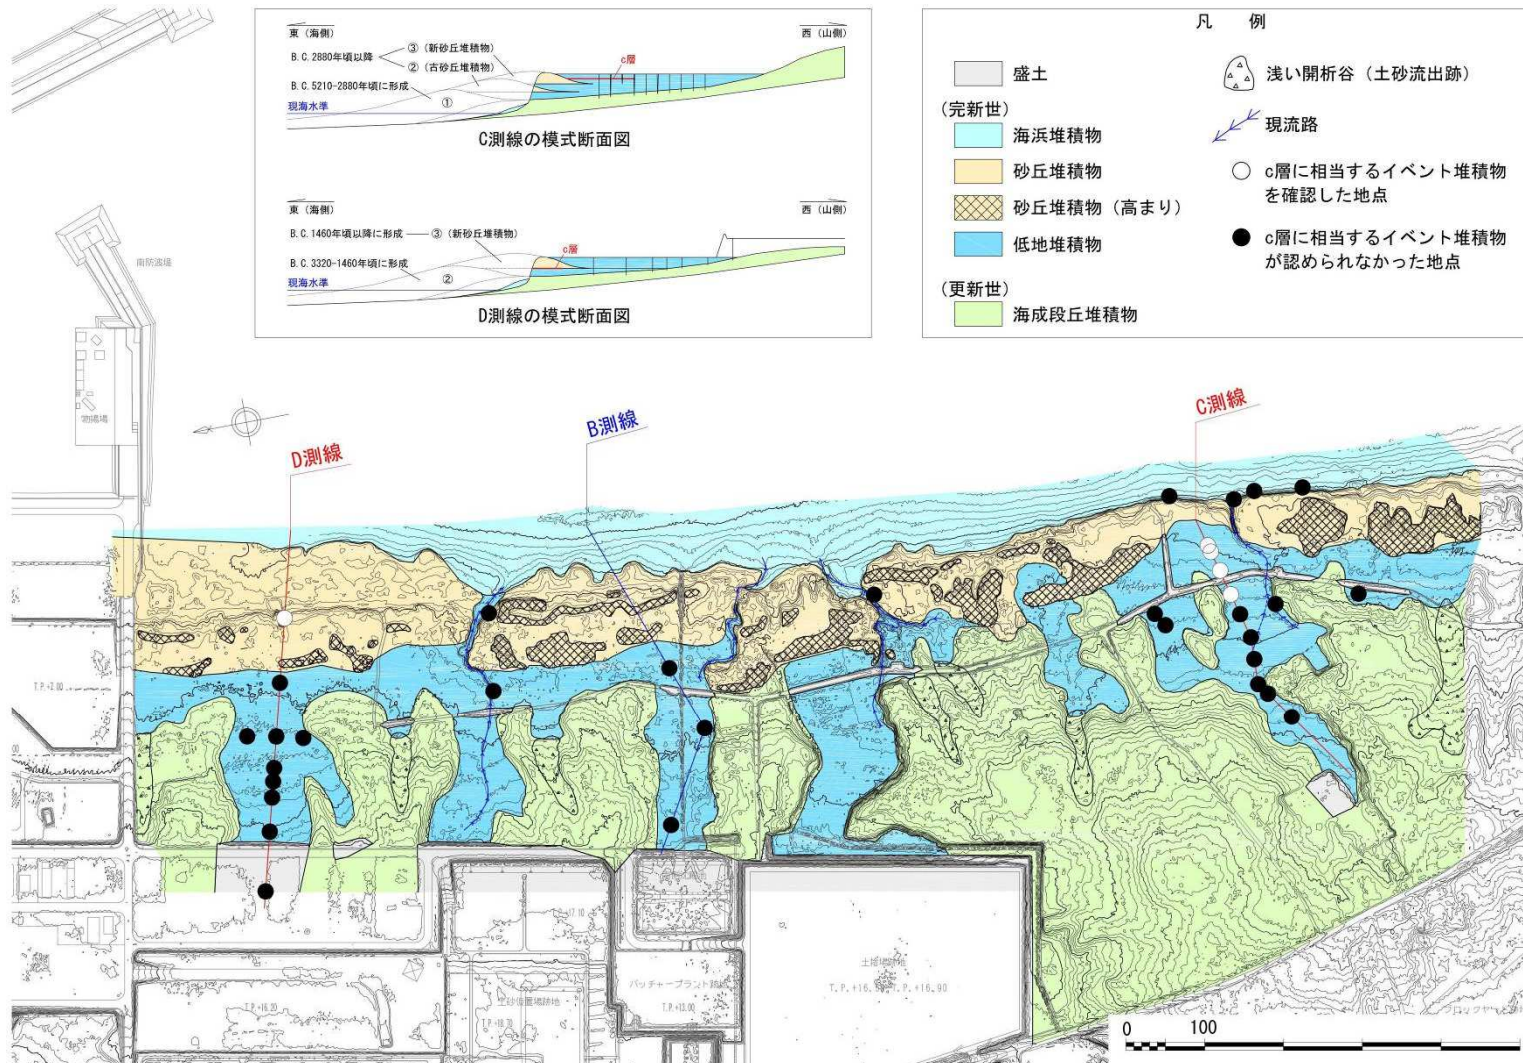 東（海側）
西（山側）
B.C.2880年頃以降
③（新砂丘堆積物）
②（古砂丘堆積物）
c層
B.C.5210-2880年頃に形成
①
現海水準
C測線の模式断面図
東（海側）
西（山側）
B.C.1460年頃以降に形成
③（新砂丘堆積物）
c層
B.C.3320-1460年頃に形成
②
現海水準
D測線の模式断面図
凡　例
盛土
(完新世)
海浜堆積物
砂丘堆積物
砂丘堆積物（高まり）
低地堆積物
(更新世)
海成段丘堆積物
浅い開析谷（土砂流出跡）
現流路
c層に相当するイベント堆積物
を確認した地点
c層に相当するイベント堆積物
が認められなかった地点
南防波堤
物揚場
D測線
B測線
C測線
T.P.+2.00
T.P.+16.20
バッチャープラント跡
T.P.+13.00
T.P.+16.90
0
100